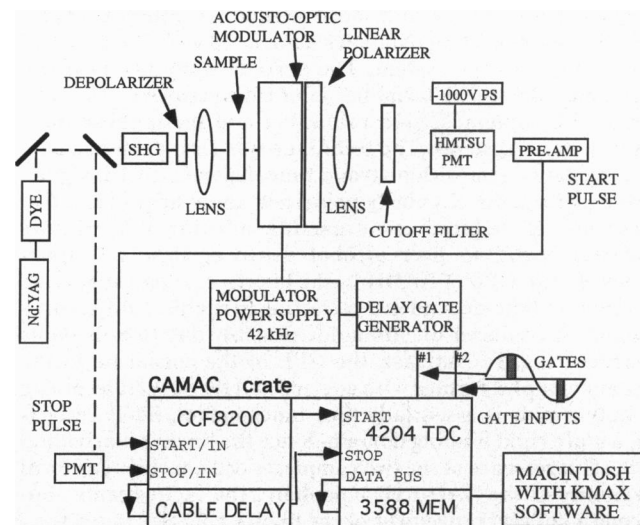 ACOUSTO-OPTIC
MODULATOR
LINEAR
POLARIZER
SAMPLE
DEPOLARIZER
-1000V PS
SHG
HMTSU
PMT
PRE-AMP
START
PULSE
LENS
LENS
CUTOFF FILTER
DYE
Nd:YAG
MODULATOR
POWER SUPPLY
42 kHz
DELAY GATE
GENERATOR
#1
#2
GATES
GATE INPUTS
CAMAC crate
CCF8200
START
4204 TDC
STOP
PULSE
START/IN
STOP/IN
STOP
DATA BUS
PMT
CABLE DELAY
3588 MEM
MACINTOSH
WITH KMAX
SOFTWARE